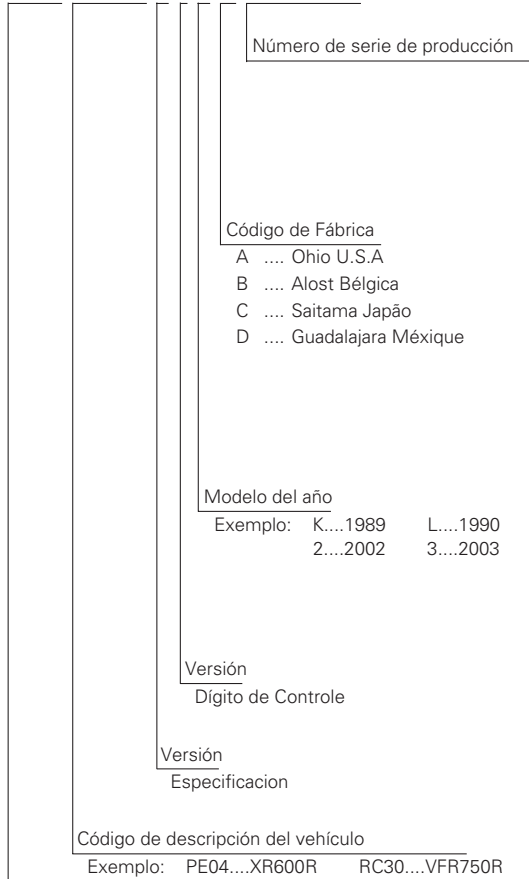 Número de serie de producción
Código de Fábrica
A .... Ohio U.S.A
B .... Alost Bélgica
C .... Saitama Japão
D .... Guadalajara Méxique
Modelo del año
Exemplo: K....1989 L....1990
2....2002 3....2003
Versión
Dígito de Controle
Versión
Especificacion
Código de descripción del vehículo
Exemplo: PE04....XR600R RC30....VFR750R